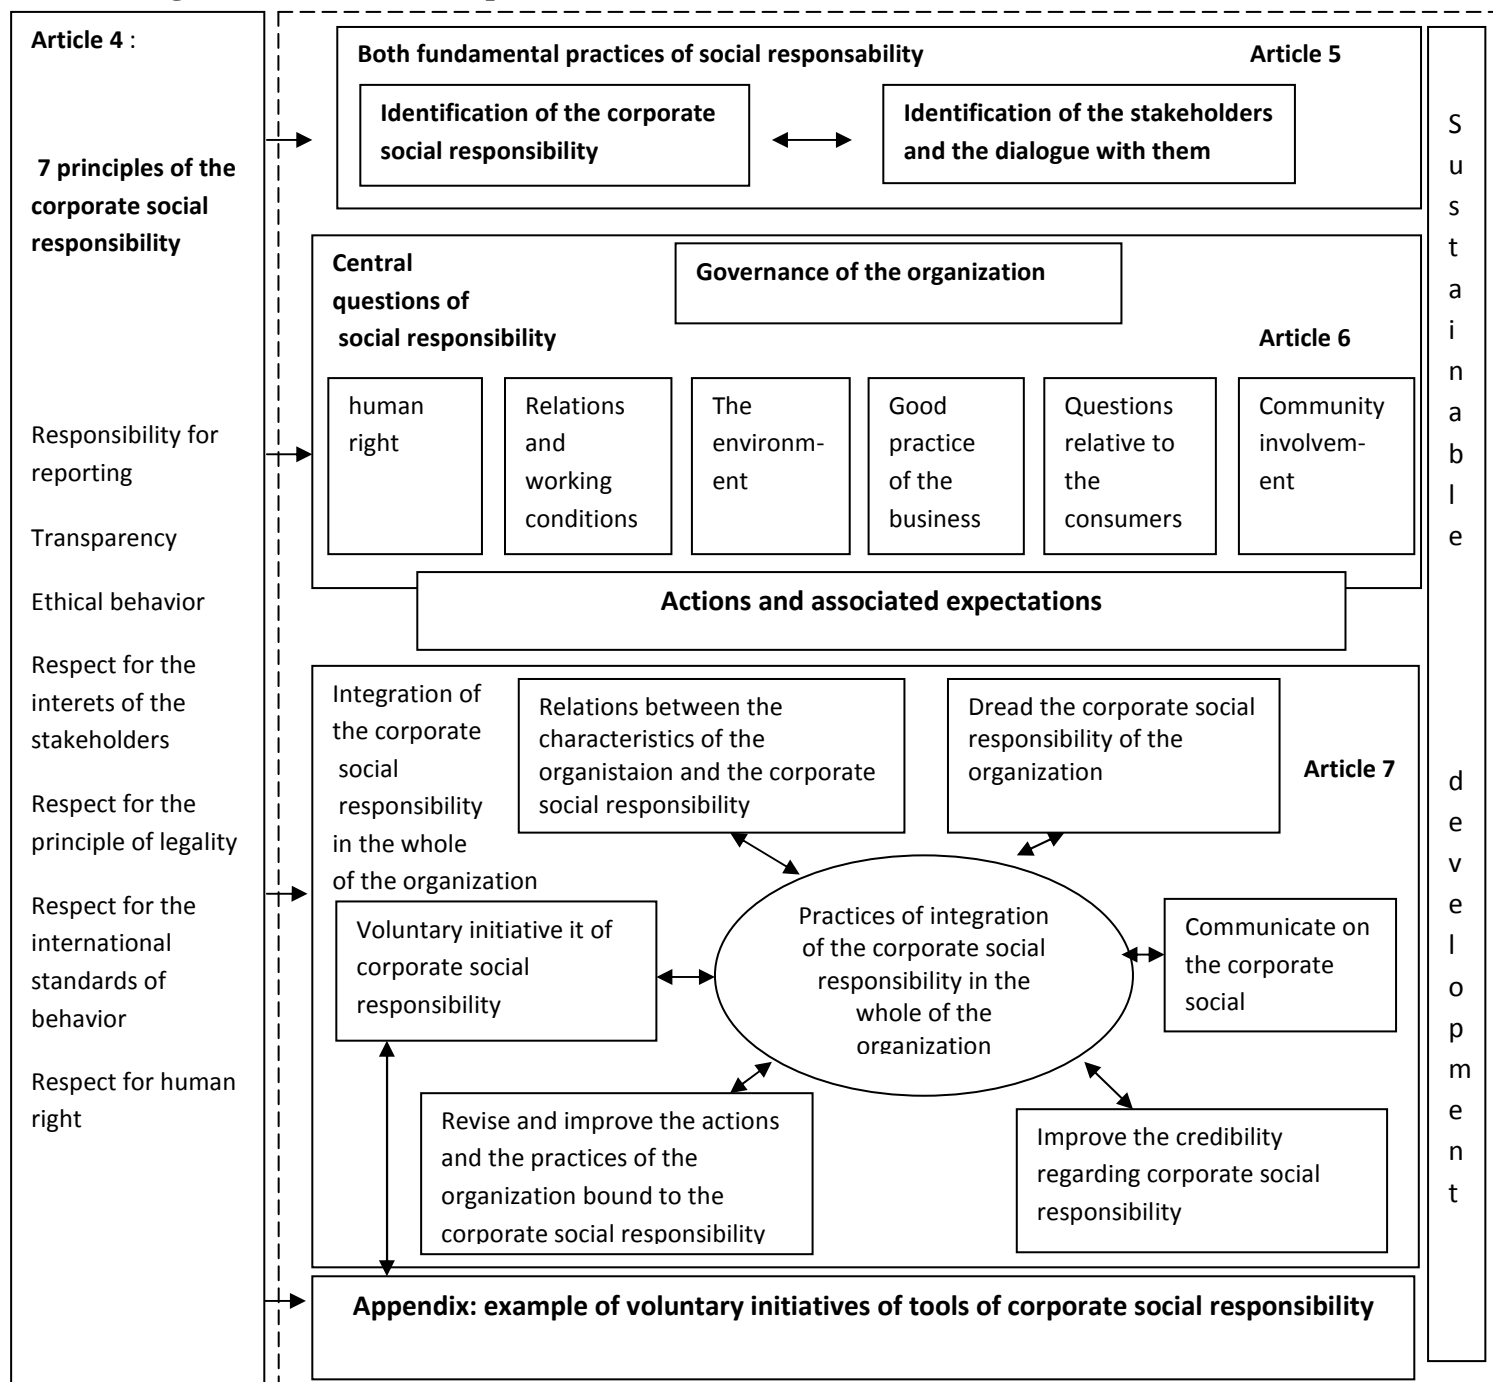 Article 4 :
7 principles of the
corporate social
responsibility
Responsibility for
reporting
Transparency
Ethical behavior
Respect for the
interets of the
stakeholders
Respect for the
principle of legality
Respect for the
international
standards of
behavior
Respect for human
right
Both fundamental practices of social responsability
Article 5
Identification of the corporate
social responsibility
Identification of the stakeholders
and the dialogue with them
Central
questions of
social responsibility
Governance of the organization
Article 6
human
right
Relations
and
working
conditions
The
environm-
ent
Good
practice
of the
business
Questions
relative to
the
consumers
Community
involvem-
ent
Actions and associated expectations
Integration of
the corporate
social
responsibility
in the whole
of the organization
Relations between the
characteristics of the
organistaion and the corporate
social responsibility
Dread the corporate social
responsibility of the
organization
Article 7
Voluntary initiative it of
corporate social
responsibility
Practices of integration
of the corporate social
responsibility in the
whole of the
organization
Communicate on
the corporate
social
Revise and improve the actions
and the practices of the
organization bound to the
corporate social responsibility
Improve the credibility
regarding corporate social
responsibility
Appendix: example of voluntary initiatives of tools of corporate social responsibility
Sustainable
development